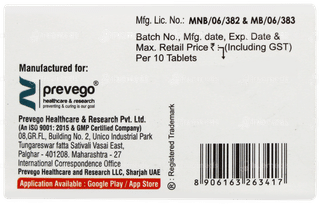 Mfg. Lic. No.: MNB/06/382 & MB/06/383
Batch No., Mfg. date, Exp. Date &
Max. Retail Price ₹ (Including GST)
Per 10 Tablets
Manufactured for:
prevego
healthcare & research
preventing & curing is our goal
Prevego Healthcare & Research Pvt. Ltd.
(An ISO 9001: 2015 & GMP Certified Company)
08,GR.FL., Building No. 2, Unico Industrial Park
Tungareswar fatta Sativali Vasai East,
Palghar - 401208. Maharashtra - 27
International Correspondence Office
Prevego Healthcare and Research LLC, Sharjah UAE
Application Available : Google Play / App Store
® : Registered Trademark
8 906163 263417